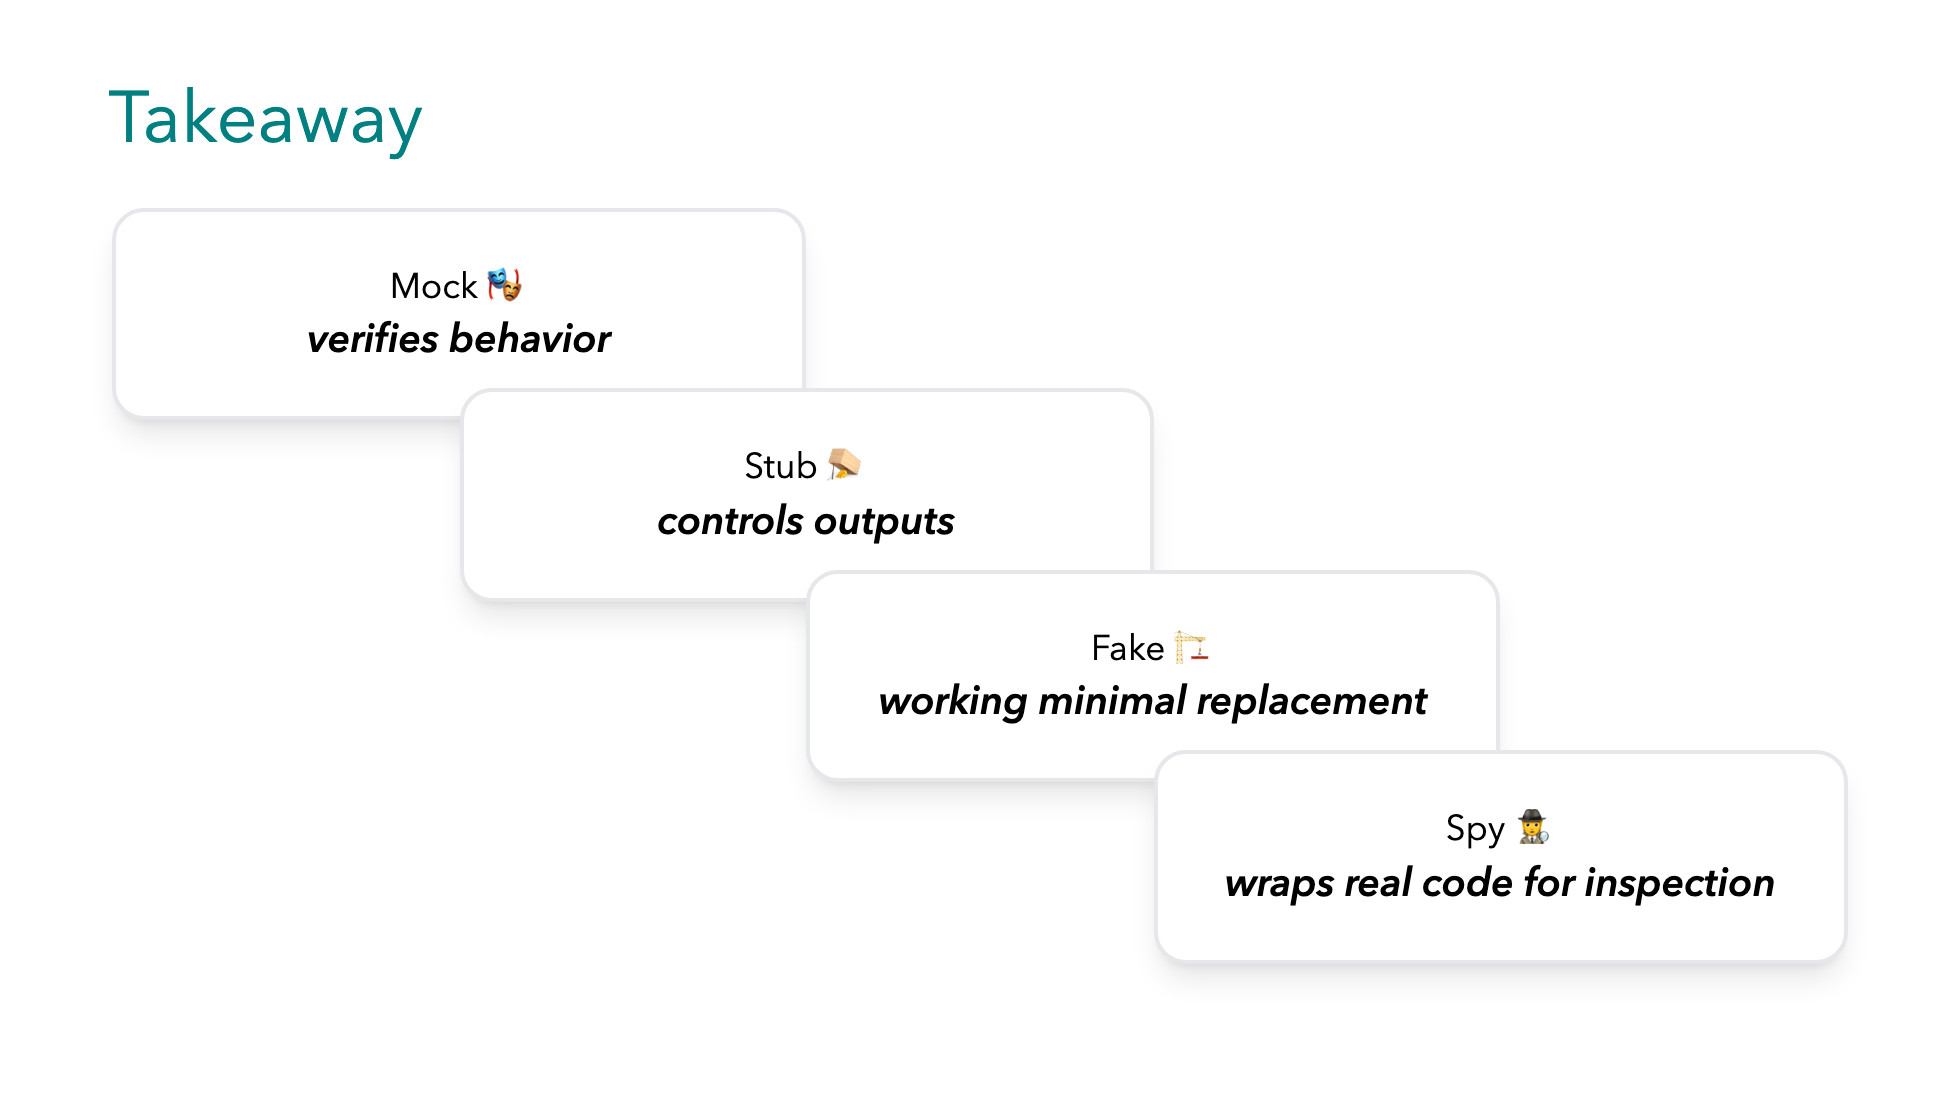 Takeaway
Mock 🎭
verifies behavior
Stub 🪤
controls outputs
Fake 🏗️
working minimal replacement
Spy 🕵️‍♀️
wraps real code for inspection